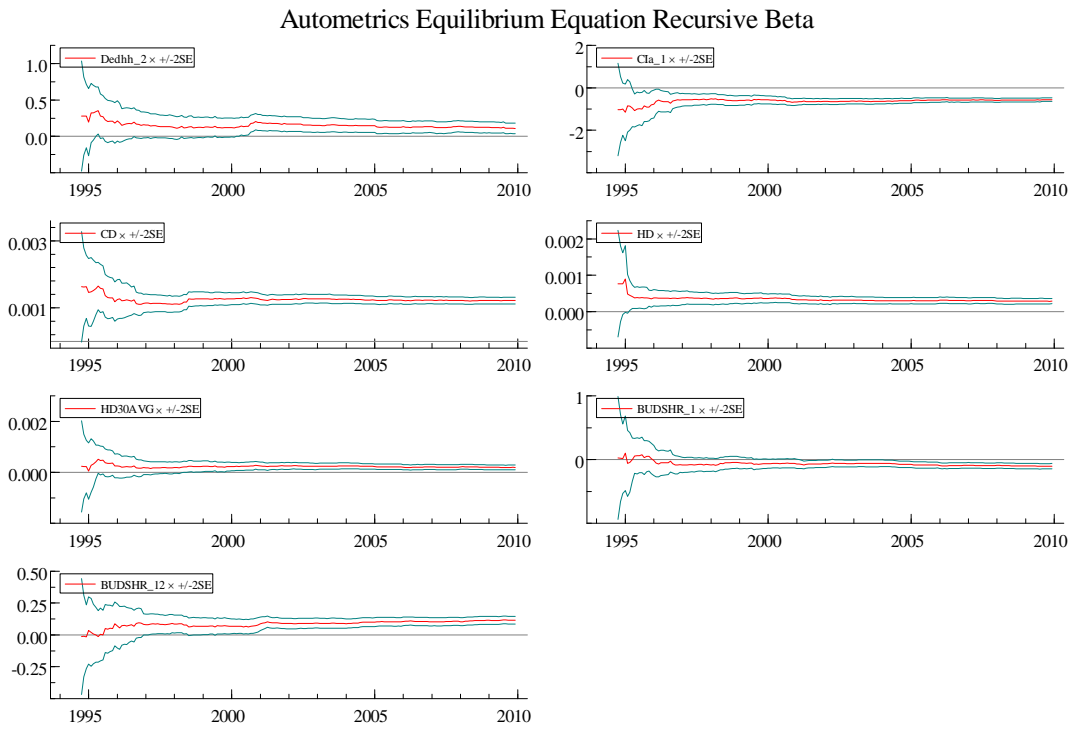 Autometrics Equilibrium Equation Recursive Beta
Dedhh_2 × +/-2SE
1.0
0.5
0.0
1995 2000 2005 2010
CIa_1 × +/-2SE
2
0
-2
1995 2000 2005 2010
CD × +/-2SE
0.003
0.001
1995 2000 2005 2010
HD × +/-2SE
0.002
0.001
0.000
1995 2000 2005 2010
HD30AVG × +/-2SE
0.002
0.000
1995 2000 2005 2010
BUDSHR_1 × +/-2SE
1
0
1995 2000 2005 2010
BUDSHR_12 × +/-2SE
0.50
0.25
0.00
-0.25
1995 2000 2005 2010